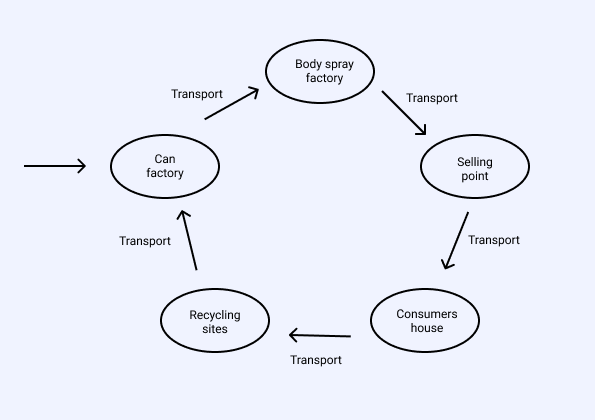 Body spray
factory
Transport
Transport
Can
factory
Selling
point
Transport
Transport
Recycling
sites
Consumers
house
Transport